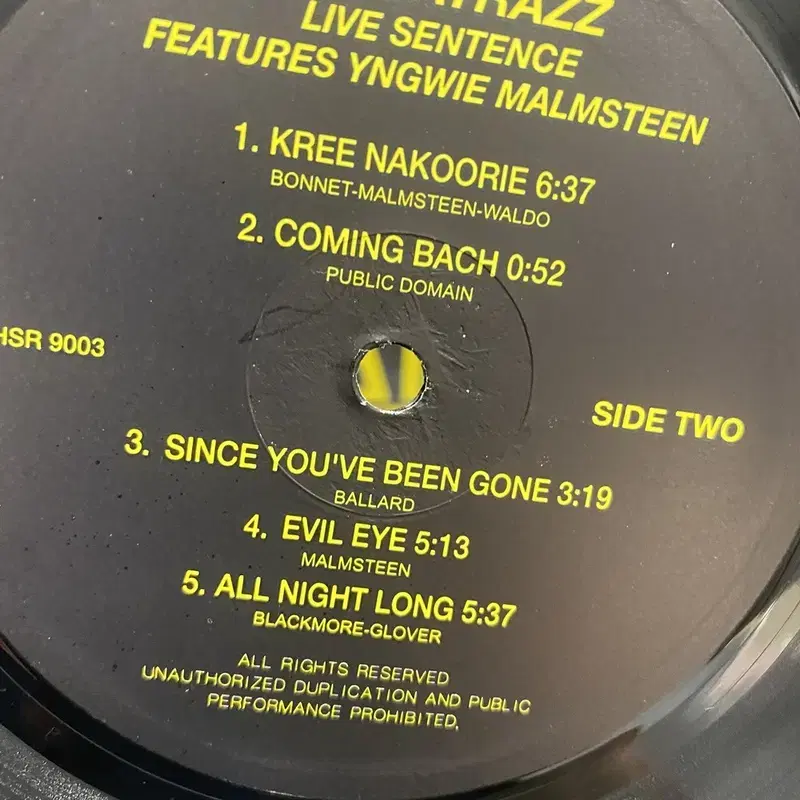 LIVE SENTENCE
FEATURES YNGWIE MALMSTEEN
1. KREE NAKOORIE 6:37
BONNET-MALMSTEEN-WALDO
2. COMING BACH 0:52
PUBLIC DOMAIN
HSR 9003
SIDE TWO
3. SINCE YOU'VE BEEN GONE 3:19
BALLARD
4. EVIL EYE 5:13
MALMSTEEN
5. ALL NIGHT LONG 5:37
BLACKMORE-GLOVER
ALL RIGHTS RESERVED
UNAUTHORIZED DUPLICATION AND PUBLIC
PERFORMANCE PROHIBITED.